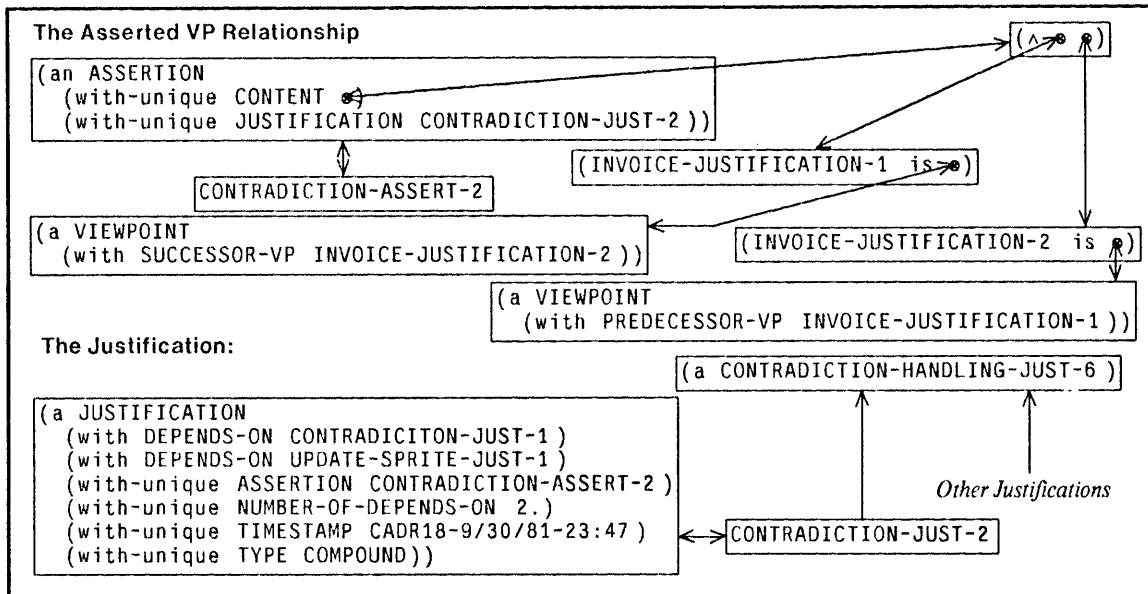 The Asserted VP Relationship
(∧ ⊗ ⊗)
(an ASSERTION
(with-unique CONTENT ⊗)
(with-unique JUSTIFICATION CONTRADICTION-JUST-2))
(INVOICE-JUSTIFICATION-1 is ⊗)
CONTRADICTION-ASSERT-2
(a VIEWPOINT
(with SUCCESSOR-VP INVOICE-JUSTIFICATION-2))
(INVOICE-JUSTIFICATION-2 is ⊗)
(a VIEWPOINT
(with PREDECESSOR-VP INVOICE-JUSTIFICATION-1))
The Justification:
(a CONTRADICTION-HANDLING-JUST-6)
(a JUSTIFICATION
(with DEPENDS-ON CONTRADICITON-JUST-1)
(with DEPENDS-ON UPDATE-SPRITE-JUST-1)
(with-unique ASSERTION CONTRADICTION-ASSERT-2)
(with-unique NUMBER-OF-DEPENDS-ON 2.)
(with-unique TIMESTAMP CADR18-9/30/81-23:47)
(with-unique TYPE COMPOUND))
Other Justifications
CONTRADICTION-JUST-2